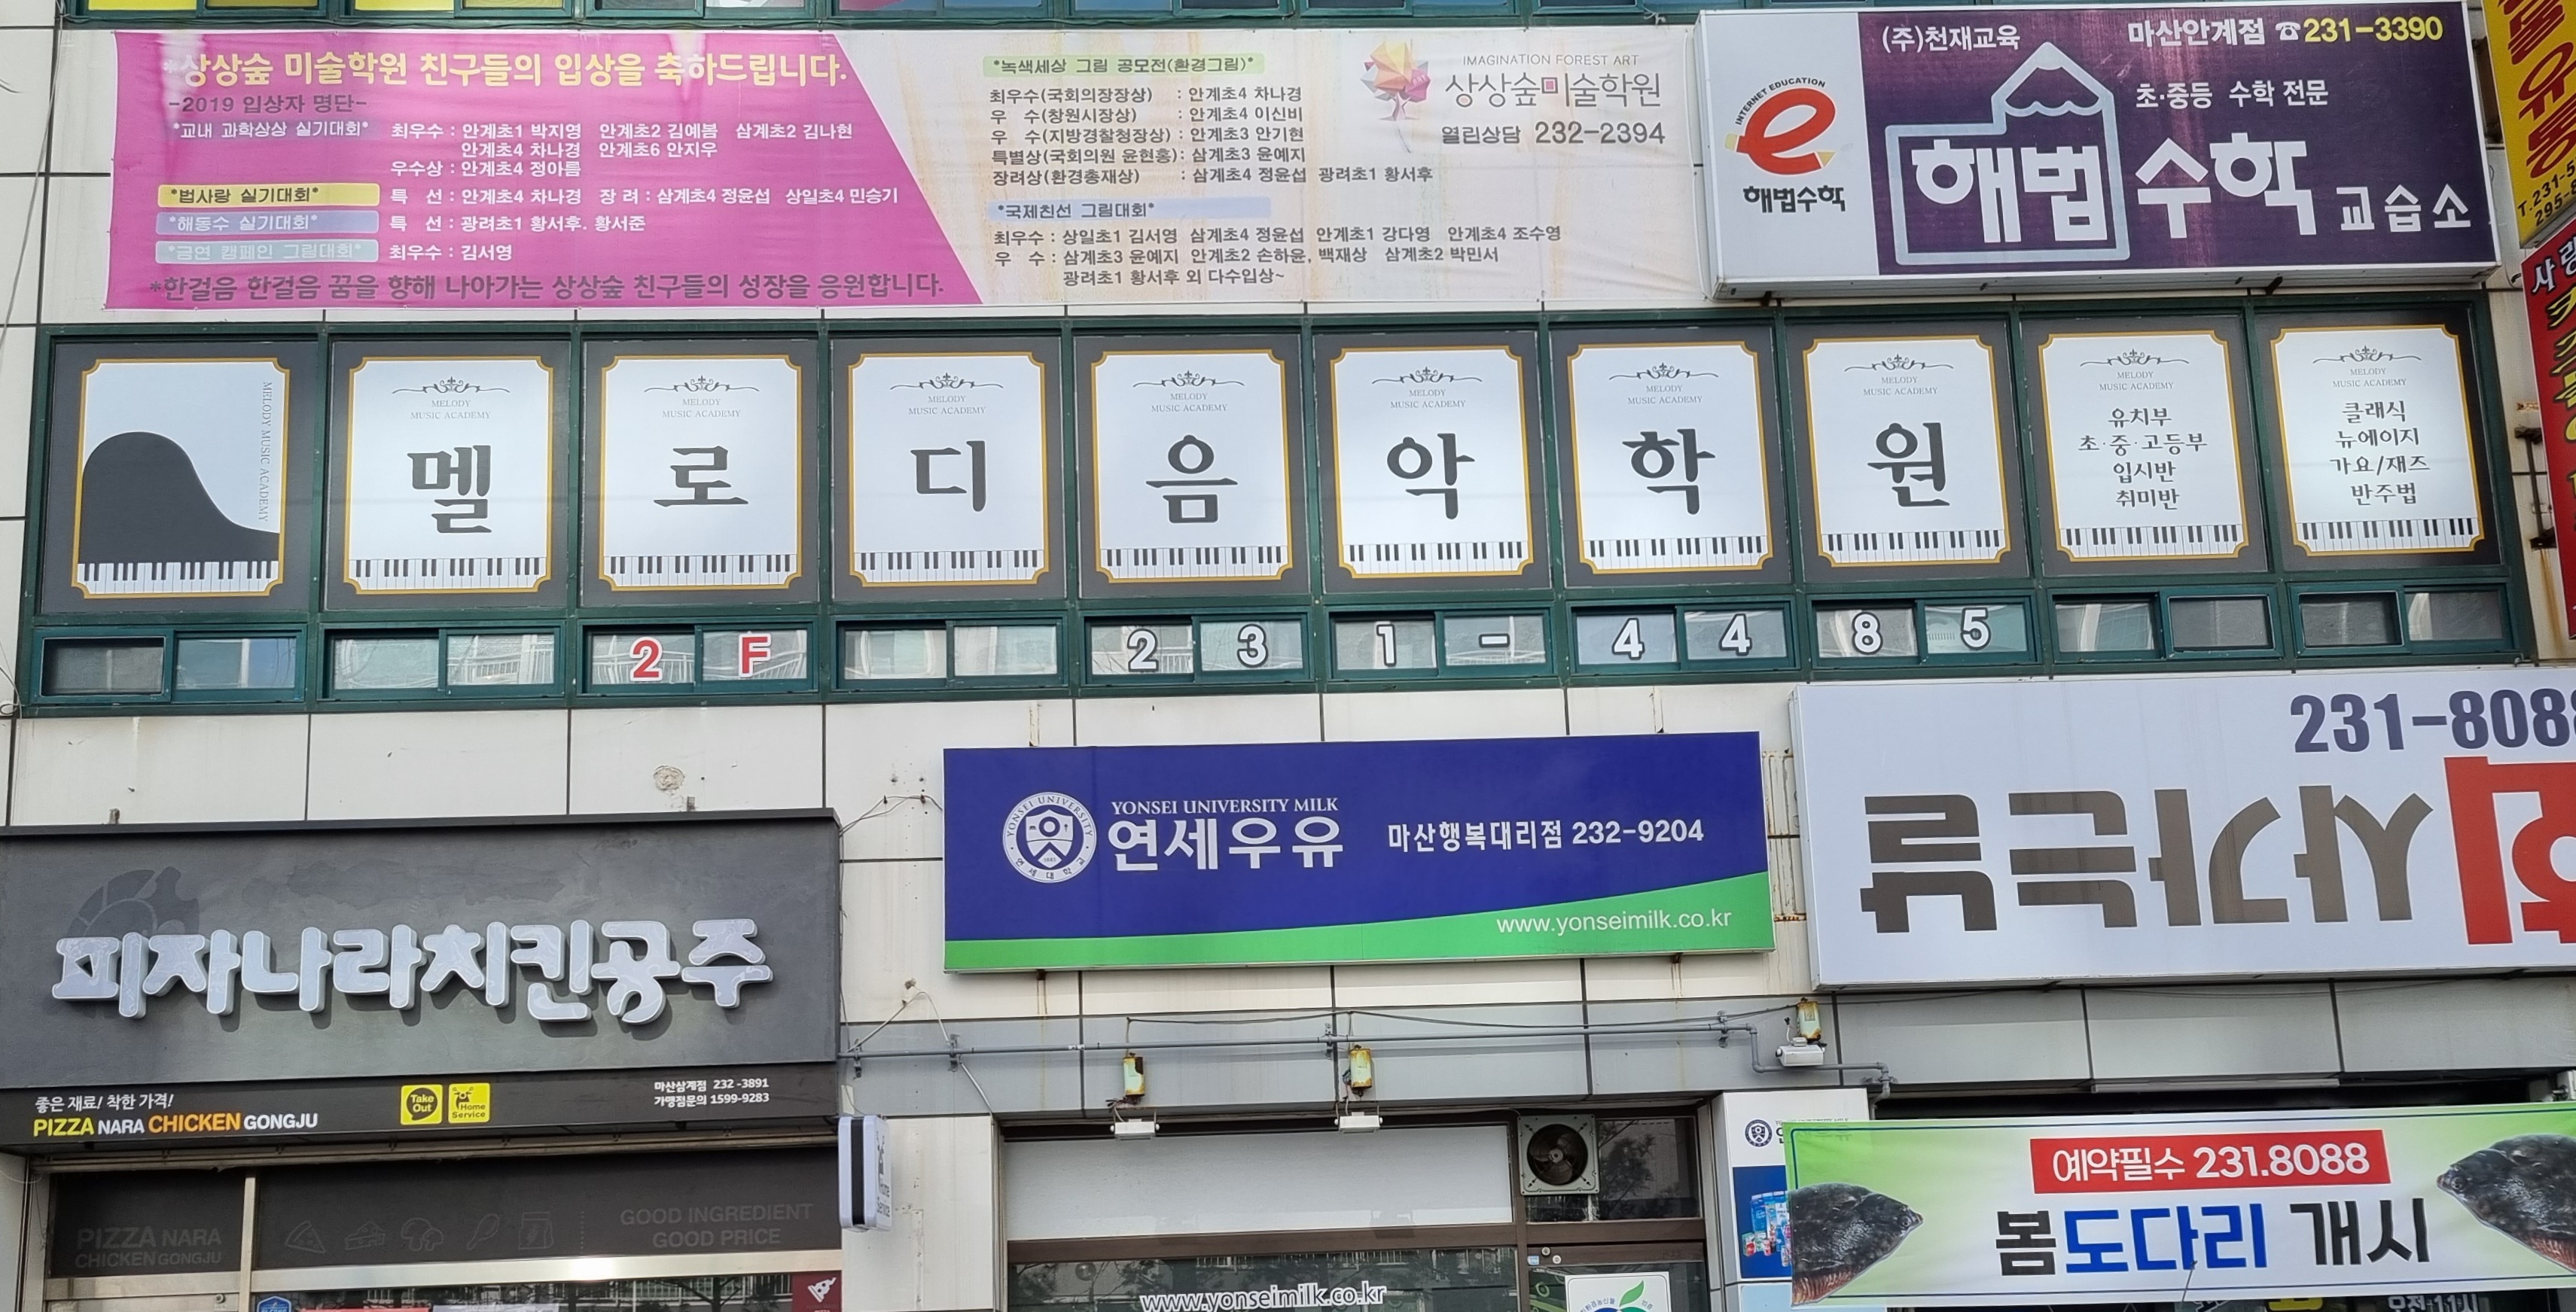 *상상숲 미술학원 친구들의 입상을 축하드립니다.
-2019 입상자 명단-
*교내 과학상상 실기대회* 최우수 : 안계초1 박지영 안계초2 김예봄 삼계초2 김나현
안계초4 차나경 안계초6 안지우
우수상 : 안계초4 정아름
*법사랑 실기대회* 특 선 : 안계초4 차나경 장 려 : 삼계초4 정윤섭 상일초4 민승기
*해동수 실기대회* 특 선 : 광려초1 황서후. 황서준
*금연 캠페인 그림대회* 최우수 : 김서영
*한걸음 한걸음 꿈을 향해 나아가는 상상숲 친구들의 성장을 응원합니다.
*녹색세상 그림 공모전(환경그림)*
최우수(국회의장장상) : 안계초4 차나경
우 수(창원시장상) : 안계초4 이신비
우 수(지방경찰청장상) : 안계초3 안기현
특별상(국회의원 윤현홍): 삼계초3 윤예지
장려상(환경총재상) : 삼계초4 정윤섭 광려초1 황서후
*국제친선 그림대회*
최우수 : 상일초1 김서영 삼계초4 정윤섭 안계초1 강다영 안계초4 조수영
우 수 : 삼계초3 윤예지 안계초2 손하윤, 백재상 삼계초2 박민서
광려초1 황서후 외 다수입상~
IMAGINATION FOREST ART
상상숲미술학원
열린상담 232-2394
(주)천재교육 마산안계점 ☎231-3390
INTERNET EDUCATION
e
해법수학
초·중등 수학 전문
해법수학 교습소
MELODY MUSIC ACADEMY
MELODY
MUSIC ACADEMY
멜
MELODY
MUSIC ACADEMY
로
MELODY
MUSIC ACADEMY
디
MELODY
MUSIC ACADEMY
음
MELODY
MUSIC ACADEMY
악
MELODY
MUSIC ACADEMY
학
MELODY
MUSIC ACADEMY
원
MELODY
MUSIC ACADEMY
유치부
초·중·고등부
입시반
취미반
MELODY
MUSIC ACADEMY
클래식
뉴에이지
가요/재즈
반주법
2F 231-4485
YONSEI UNIVERSITY
연세대학교
YONSEI UNIVERSITY MILK
연세우유 마산행복대리점 232-9204
www.yonseimilk.co.kr
231-808
피자나라치킨공주
좋은 재료! 착한 가격!
PIZZA NARA CHICKEN GONGJU
Take Out
Home Service
마산삼계점 232-3891
가맹점문의 1599-9283
PIZZA NARA
CHICKEN GONGJU
GOOD INGREDIENT
GOOD PRICE
www.yonseimilk.co.kr
예약필수 231.8088
봄도다리 개시